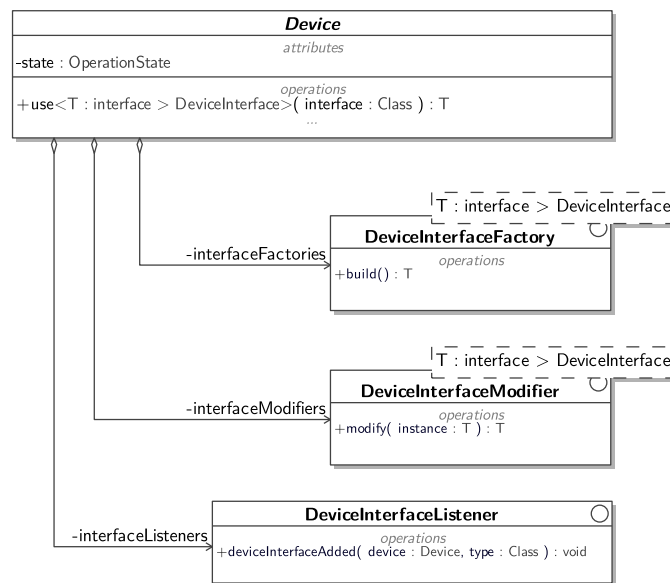 Device
attributes
-state : OperationState
operations
+use<T : interface > DeviceInterface>( interface : Class ) : T
...
T : interface > DeviceInterface
DeviceInterfaceFactory
-interfaceFactories
operations
+build() : T
T : interface > DeviceInterface
DeviceInterfaceModifier
-interfaceModifiers
operations
+modify( instance : T ) : T
DeviceInterfaceListener
-interfaceListeners
operations
+deviceInterfaceAdded( device : Device, type : Class ) : void